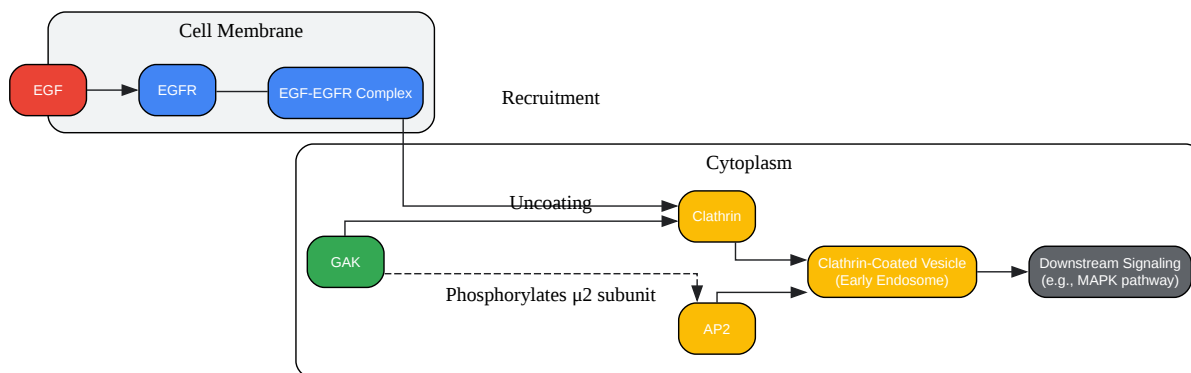 Cell Membrane
EGF
EGFR
EGF-EGFR Complex
Recruitment
Cytoplasm
Uncoating
Clathrin
GAK
Clathrin-Coated Vesicle
(Early Endosome)
Downstream Signaling
(e.g., MAPK pathway)
Phosphorylates μ2 subunit
AP2